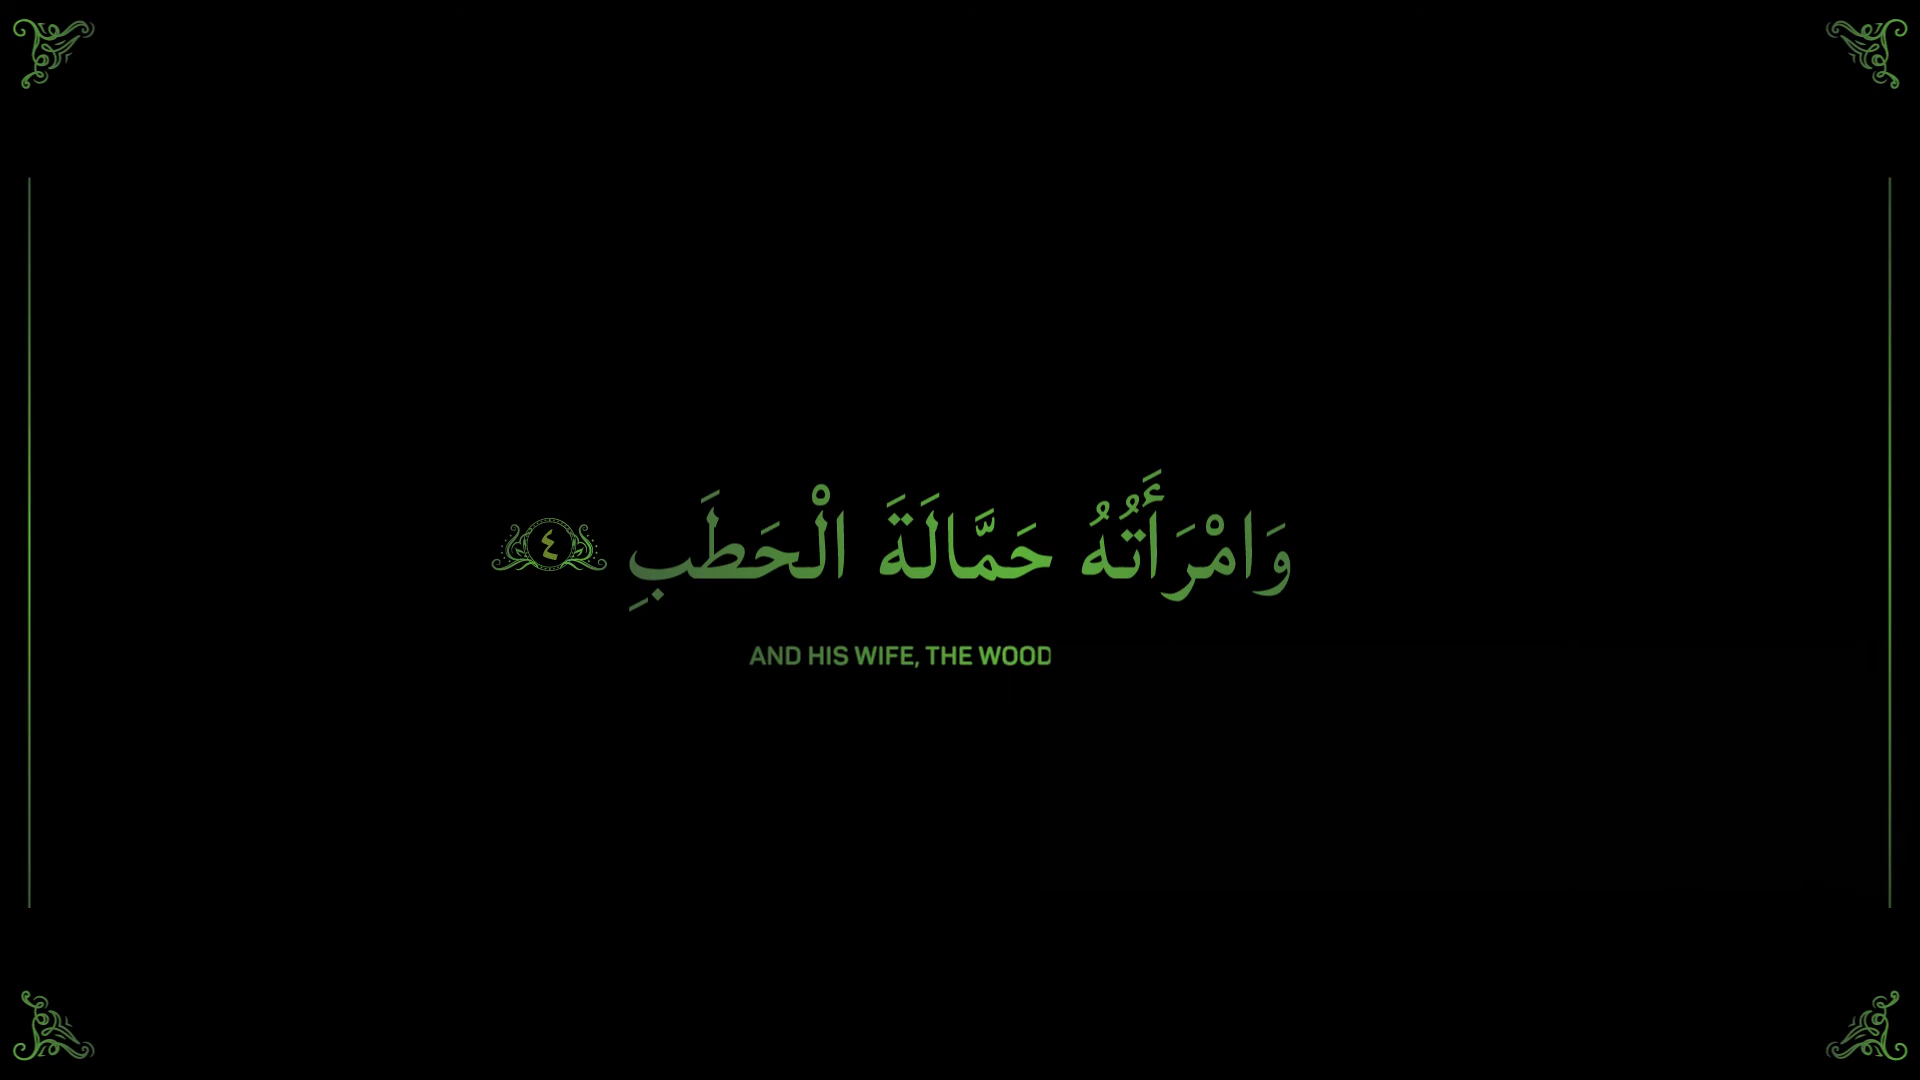 وَامْرَأَتُهُ حَمَّالَةَ الْحَطَبِ ٤
AND HIS WIFE, THE WOOD